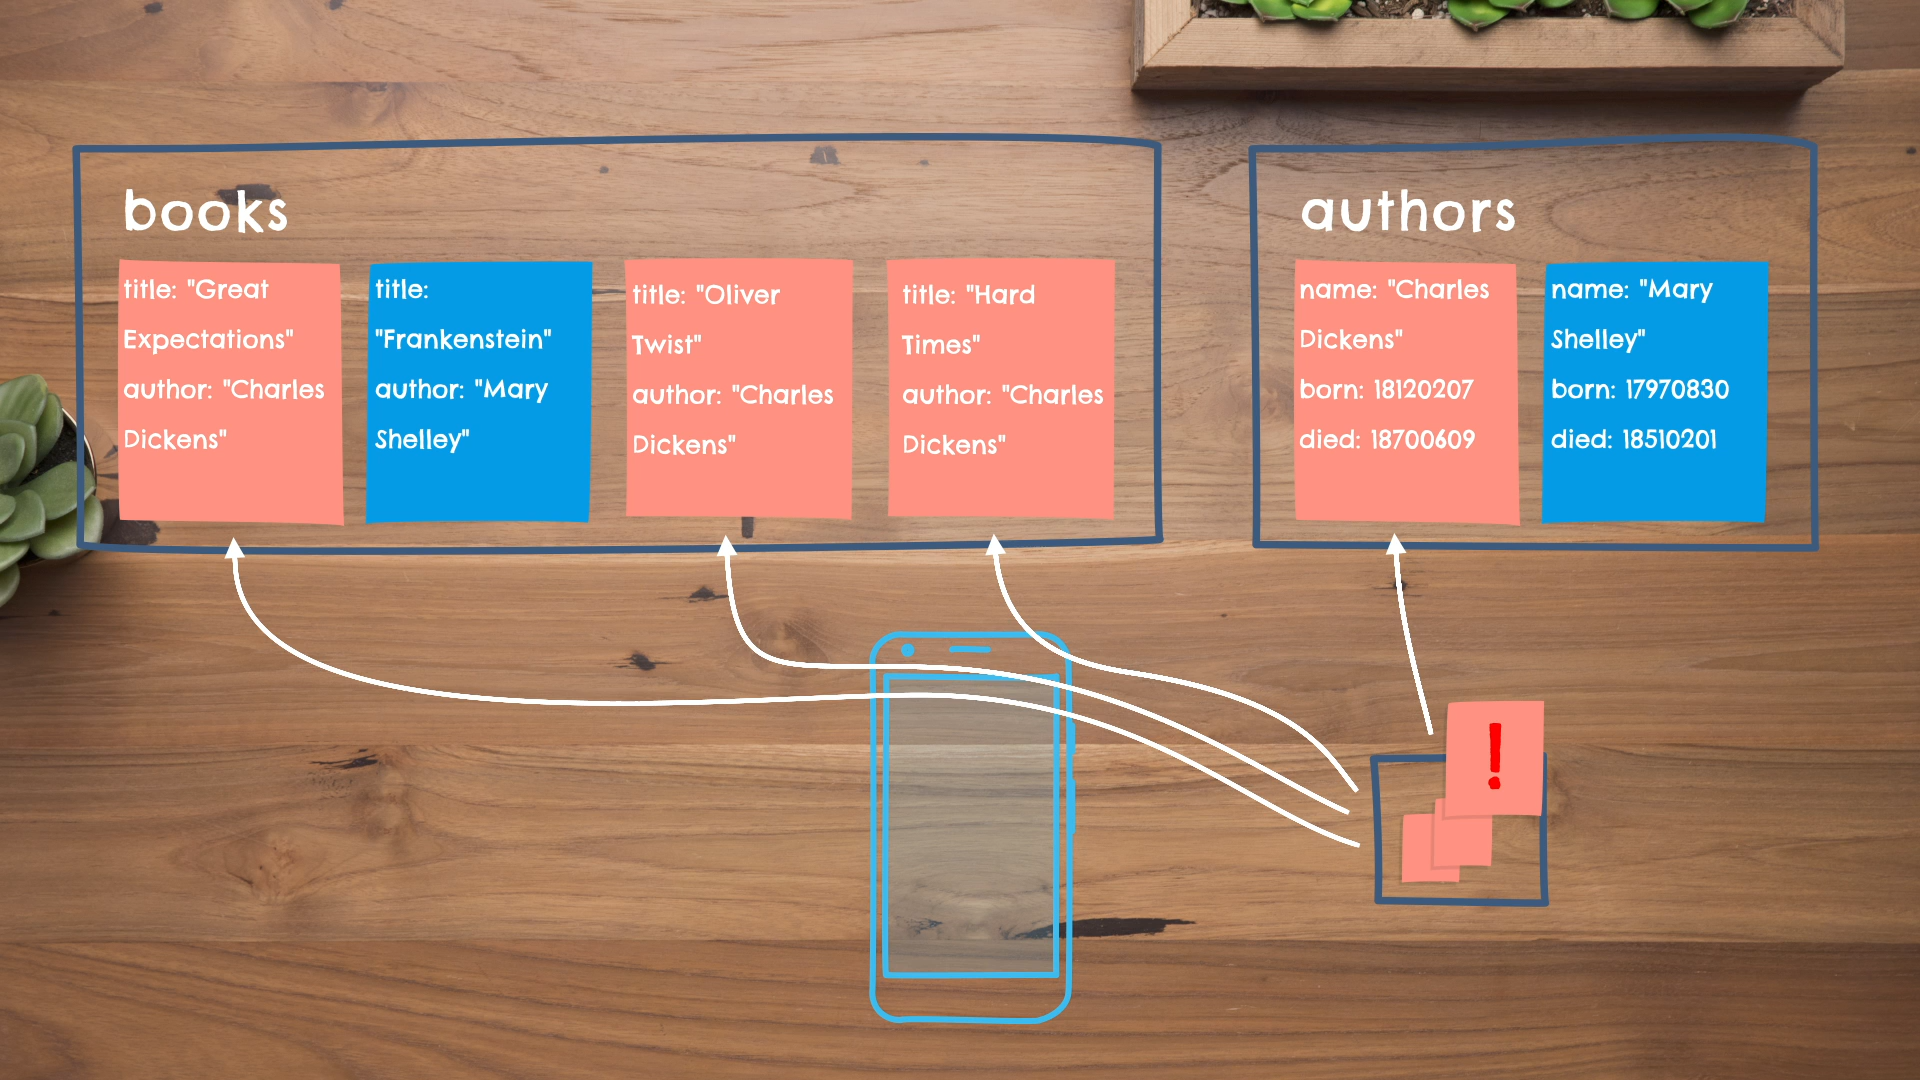 books
title: "Great
Expectations"
author: "Charles
Dickens"
title:
"Frankenstein"
author: "Mary
Shelley"
title: "Oliver
Twist"
author: "Charles
Dickens"
title: "Hard
Times"
author: "Charles
Dickens"
authors
name: "Charles
Dickens"
born: 18120207
died: 18700609
name: "Mary
Shelley"
born: 17970830
died: 18510201
!